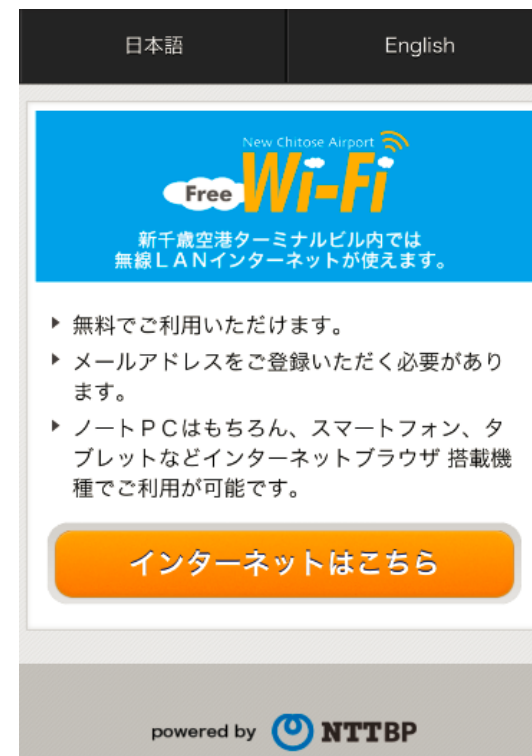 日本語
English
New Chitose Airport
Free Wi-Fi
新千歳空港ターミナルビル内では
無線ＬＡＮインターネットが使えます。
無料でご利用いただけます。
メールアドレスをご登録いただく必要があり
ます。
ノートＰＣはもちろん、スマートフォン、タ
ブレットなどインターネットブラウザ 搭載機
種でご利用が可能です。
インターネットはこちら
powered by NTTBP